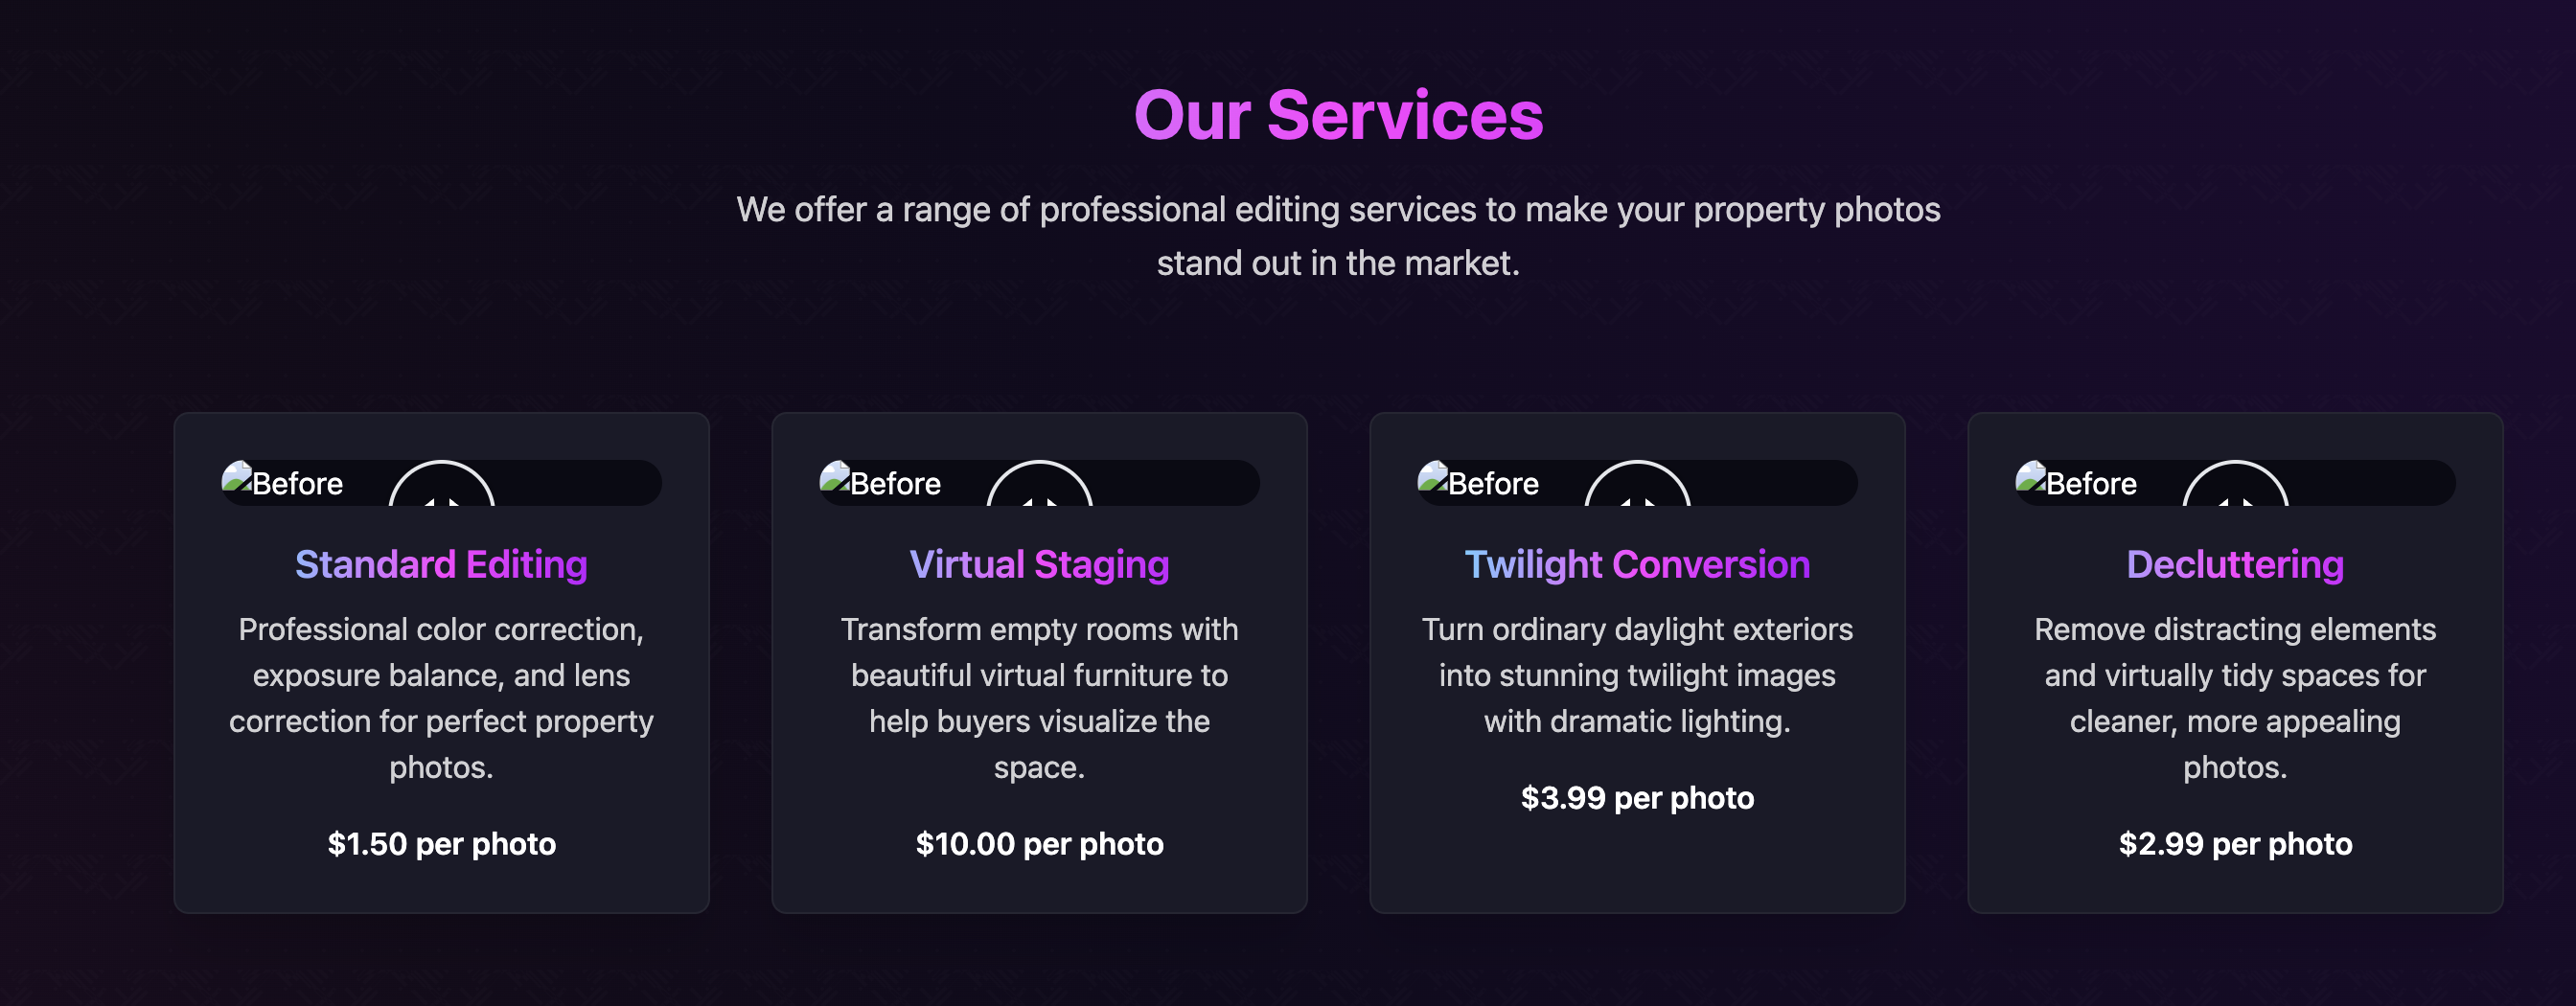 Our Services
We offer a range of professional editing services to make your property photos
stand out in the market.
Before
Standard Editing
Professional color correction,
exposure balance, and lens
correction for perfect property
photos.
$1.50 per photo
Before
Virtual Staging
Transform empty rooms with
beautiful virtual furniture to
help buyers visualize the
space.
$10.00 per photo
Before
Twilight Conversion
Turn ordinary daylight exteriors
into stunning twilight images
with dramatic lighting.
$3.99 per photo
Before
Decluttering
Remove distracting elements
and virtually tidy spaces for
cleaner, more appealing
photos.
$2.99 per photo